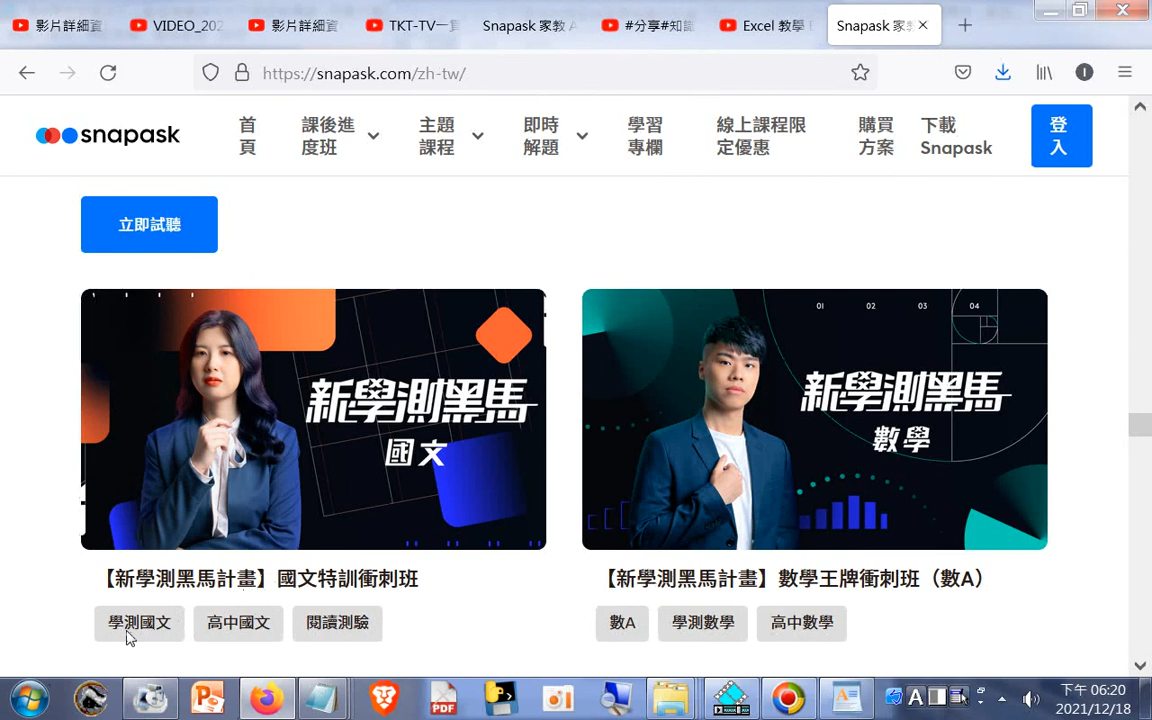 影片詳細資
VIDEO_202
影片詳細資
TKT-TV一
Snapask 家教 A
#分享#知
Excel 教學
Snapask 家
https://snapask.com/zh-tw/
snapask
首頁
課後進度班
主題課程
即時解題
學習專欄
線上課程限定優惠
購買方案
下載 Snapask
登入
立即試聽
新學測黑馬
國文
01 02 03 04
新學測黑馬
數學
【新學測黑馬計畫】國文特訓衝刺班
【新學測黑馬計畫】數學王牌衝刺班（數A）
學測國文
高中國文
閱讀測驗
數A
學測數學
高中數學
PDF
A
下午 06:20
2021/12/18